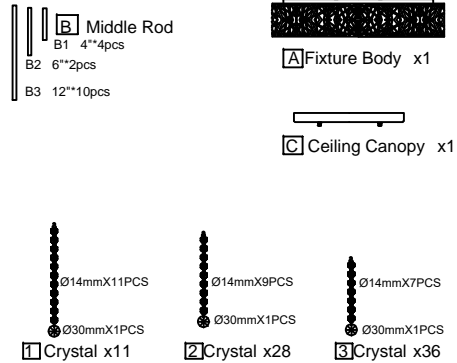 B Middle Rod
B1 4"*4pcs
B2 6"*2pcs
B3 12"*10pcs
A Fixture Body x1
C Ceiling Canopy x1
Ø14mmX11PCS
Ø30mmX1PCS
1 Crystal x11
Ø14mmX9PCS
Ø30mmX1PCS
2 Crystal x28
Ø14mmX7PCS
Ø30mmX1PCS
3 Crystal x36